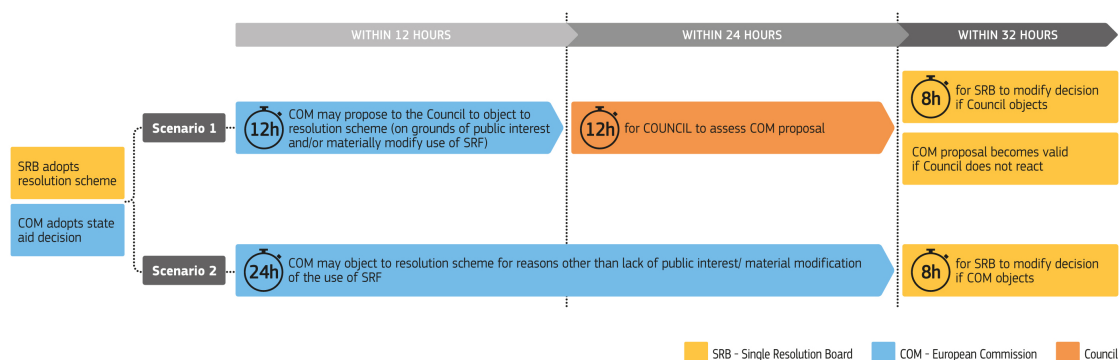 WITHIN 12 HOURS
WITHIN 24 HOURS
WITHIN 32 HOURS
SRB adopts
resolution scheme
COM adopts state
aid decision
Scenario 1
12h
COM may propose to the Council to object to
resolution scheme (on grounds of public interest
and/or materially modify use of SRF)
12h
for COUNCIL to assess COM proposal
8h
for SRB to modify decision
if Council objects
COM proposal becomes valid
if Council does not react
Scenario 2
24h
COM may object to resolution scheme for reasons other than lack of public interest/ material modification
of the use of SRF
8h
for SRB to modify decision
if COM objects
SRB - Single Resolution Board
COM - European Commission
Council